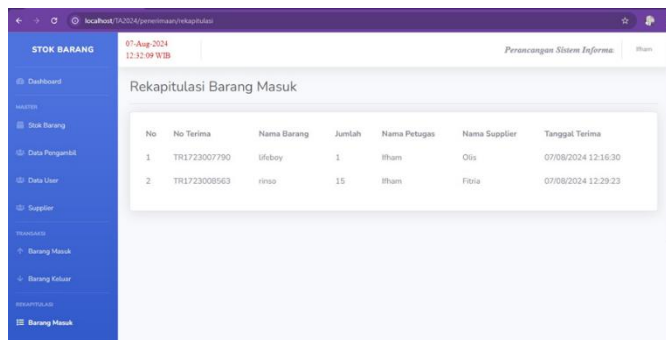 localhost/TA2024/penerimaan/rekapitulasi
STOK BARANG
07-Aug-2024
12:32:09 WIB
Perancangan Sistem Informa
Ifham
Dashboard
MASTER
Stok Barang
Data Pengambil
Data User
Supplier
TRANSAKSI
Barang Masuk
Barang Keluar
REKAPITULASI
Barang Masuk
Rekapitulasi Barang Masuk
No No Terima Nama Barang Jumlah Nama Petugas Nama Supplier Tanggal Terima
1 TR1723007790 lifeboy 1 Ifham Olis 07/08/2024 12:16:30
2 TR1723008563 rinso 15 Ifham Fitria 07/08/2024 12:29:23